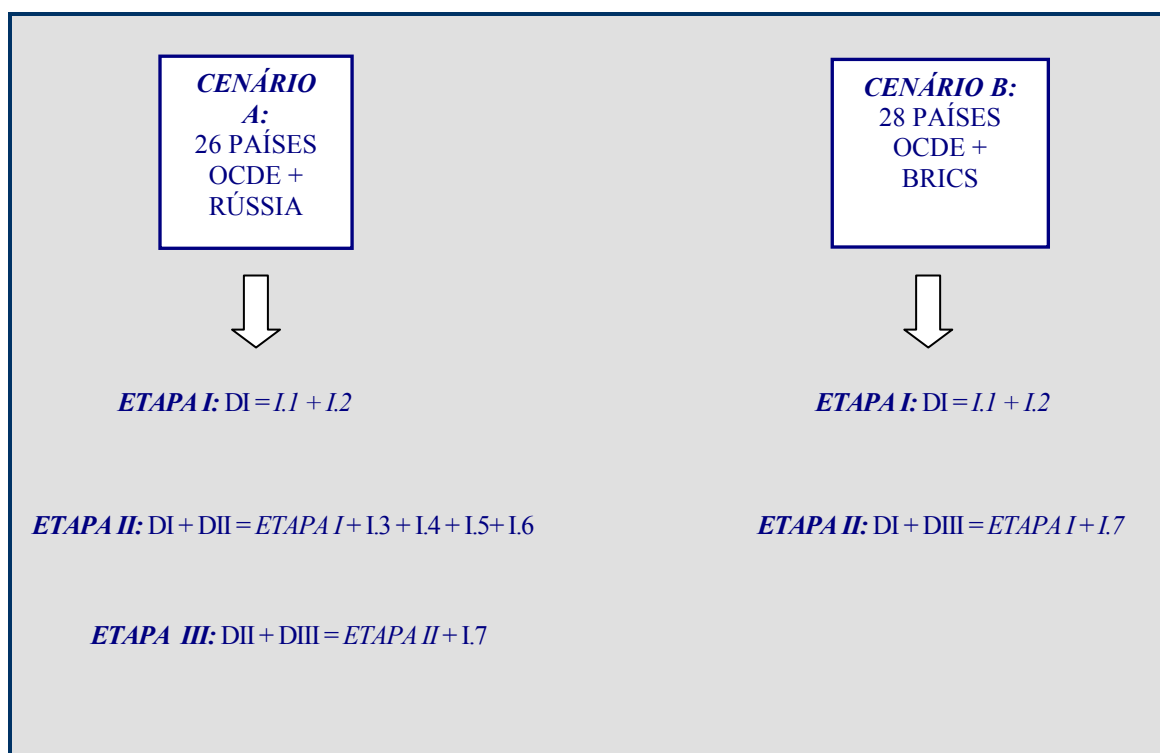 CENÁRIO
A:
26 PAÍSES
OCDE +
RÚSSIA
CENÁRIO B:
28 PAÍSES
OCDE +
BRICS
ETAPA I: DI = I.1 + I.2
ETAPA I: DI = I.1 + I.2
ETAPA II: DI + DII = ETAPA I + I.3 + I.4 + I.5+ I.6
ETAPA II: DI + DIII = ETAPA I + I.7
ETAPA III: DII + DIII = ETAPA II + I.7